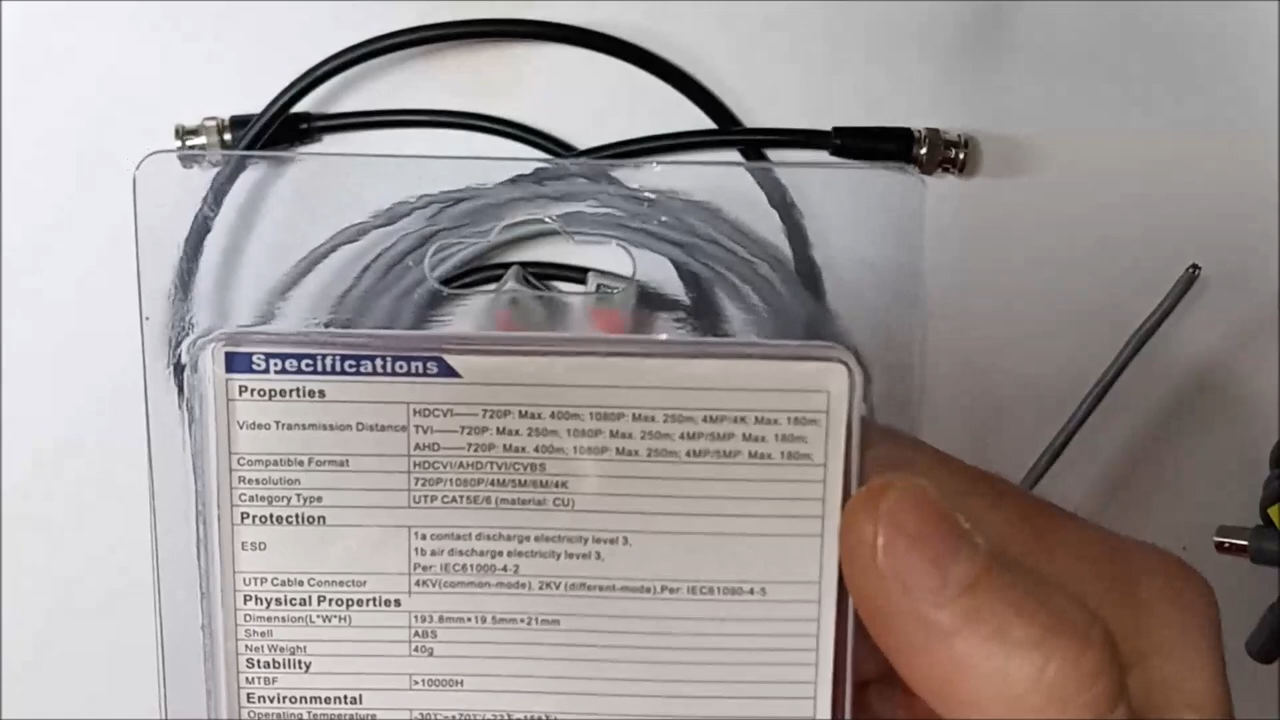 Specifications
Properties
Video Transmission Distance
HDCVI——720P: Max. 400m; 1080P: Max. 250m; 4MP/4K Max. 180m;
TVI——720P: Max. 250m, 1080P: Max. 250m; 4MP/5MP: Max. 180m;
AHD——720P: Max. 400m; 1080P: Max. 250m; 4MP/5MP: Max. 180m;
Compatible Format HDCVI/AHD/TVI/CVBS
Resolution 720P/1080P/4M/5M/6M/4K
Category Type UTP CAT5E/6 (material: CU)
Protection
ESD
1a contact discharge electricity level 3,
1b air discharge electricity level 3,
Per: IEC61000-4-2
UTP Cable Connector 4KV(common-mode), 2KV (different-mode).Per: IEC61000-4-5
Physical Properties
Dimension(L*W*H) 193.8mm*19.5mm*21mm
Shell ABS
Net Weight 40g
Stability
MTBF >10000H
Environmental
Operating Temperature